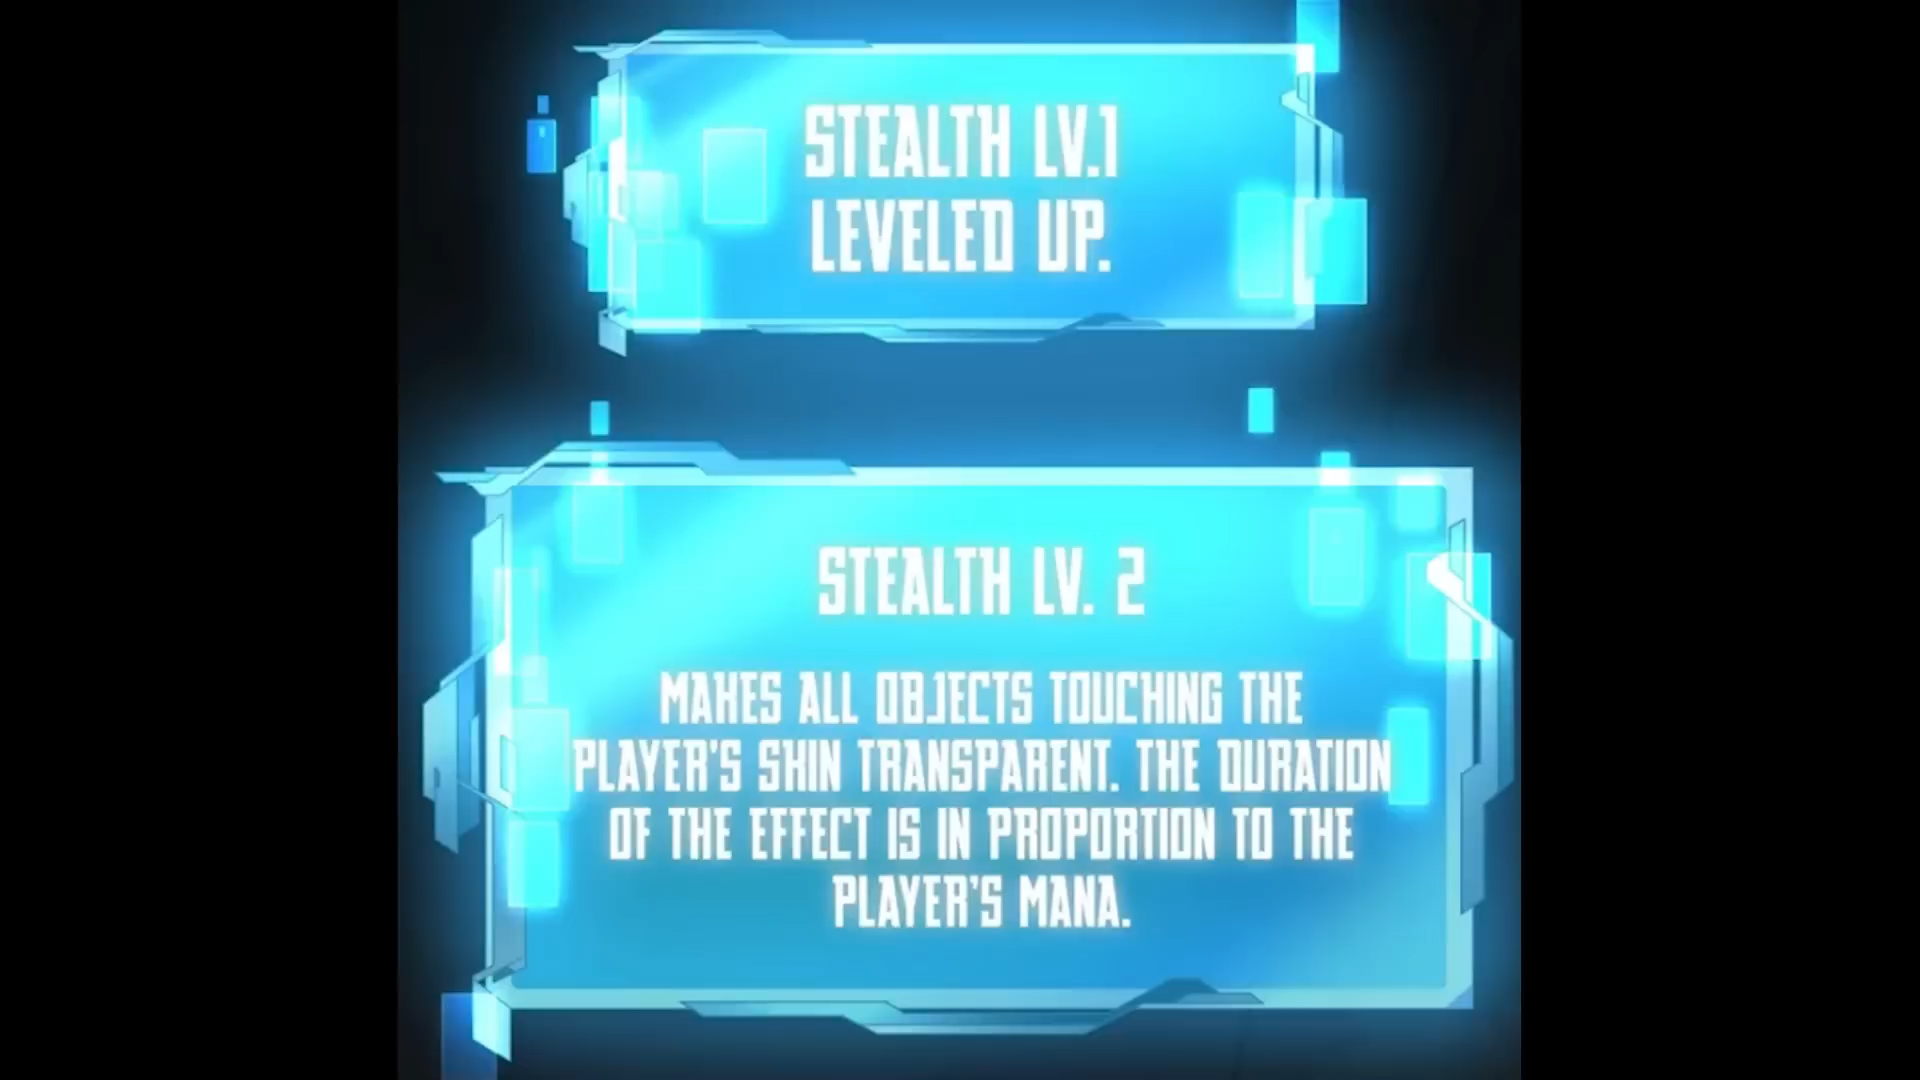 STEALTH LV.1
LEVELED UP.
STEALTH LV. 2
MAKES ALL OBJECTS TOUCHING THE
PLAYER'S SKIN TRANSPARENT. THE DURATION
OF THE EFFECT IS IN PROPORTION TO THE
PLAYER'S MANA.